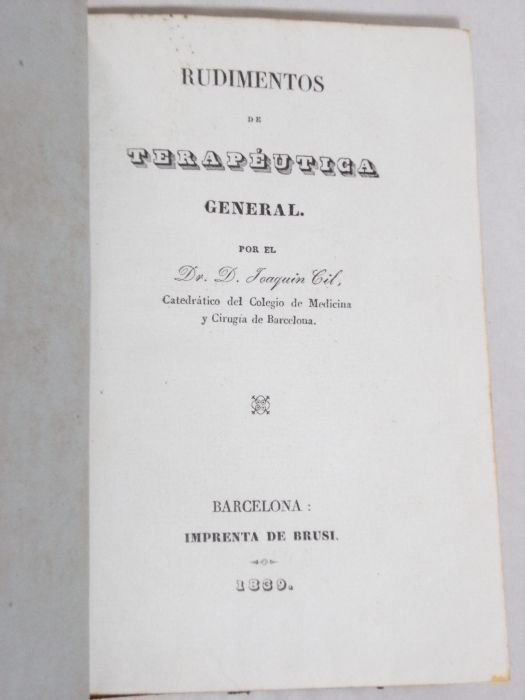 RUDIMENTOS
DE
TERAPÉUTICA
GENERAL.
POR EL
Dr. D. Joaquin Cil,
Catedrático del Colegio de Medicina
y Cirugía de Barcelona.
BARCELONA:
IMPRENTA DE BRUSI.
1839.